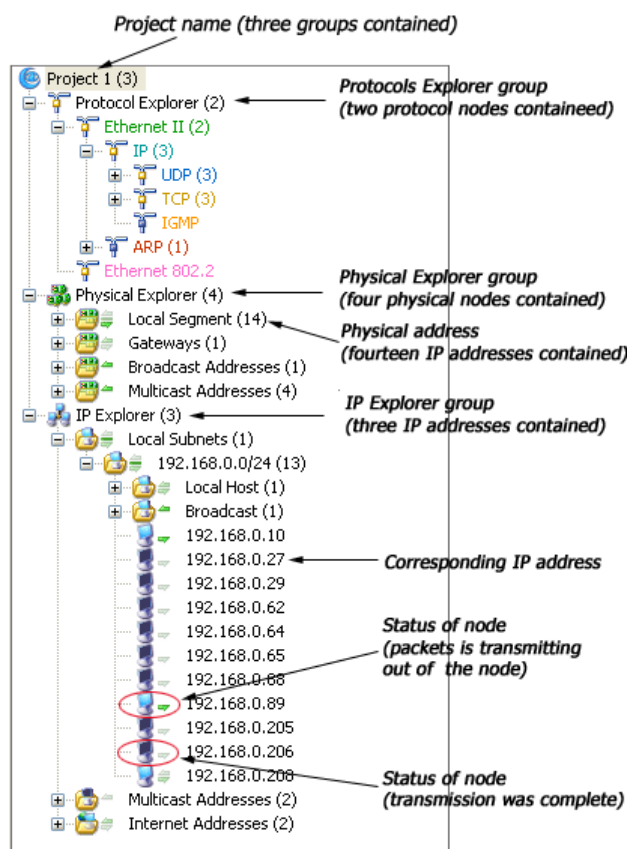 Project name (three groups contained)
Project 1 (3)
Protocol Explorer (2)
Protocols Explorer group
(two protocol nodes containeed)
Ethernet II (2)
IP (3)
UDP (3)
TCP (3)
IGMP
ARP (1)
Ethernet 802.2
Physical Explorer (4)
Physical Explorer group
(four physical nodes contained)
Local Segment (14)
Physical address
(fourteen IP addresses contained)
Gateways (1)
Broadcast Addresses (1)
Multicast Addresses (4)
IP Explorer (3)
IP Explorer group
(three IP addresses contained)
Local Subnets (1)
192.168.0.0/24 (13)
Local Host (1)
Broadcast (1)
192.168.0.10
192.168.0.27
Corresponding IP address
192.168.0.29
192.168.0.62
192.168.0.64
192.168.0.65
192.168.0.68
Status of node
(packets is transmitting
out of the node)
192.168.0.89
192.168.0.205
192.168.0.206
192.168.0.208
Status of node
(transmission was complete)
Multicast Addresses (2)
Internet Addresses (2)